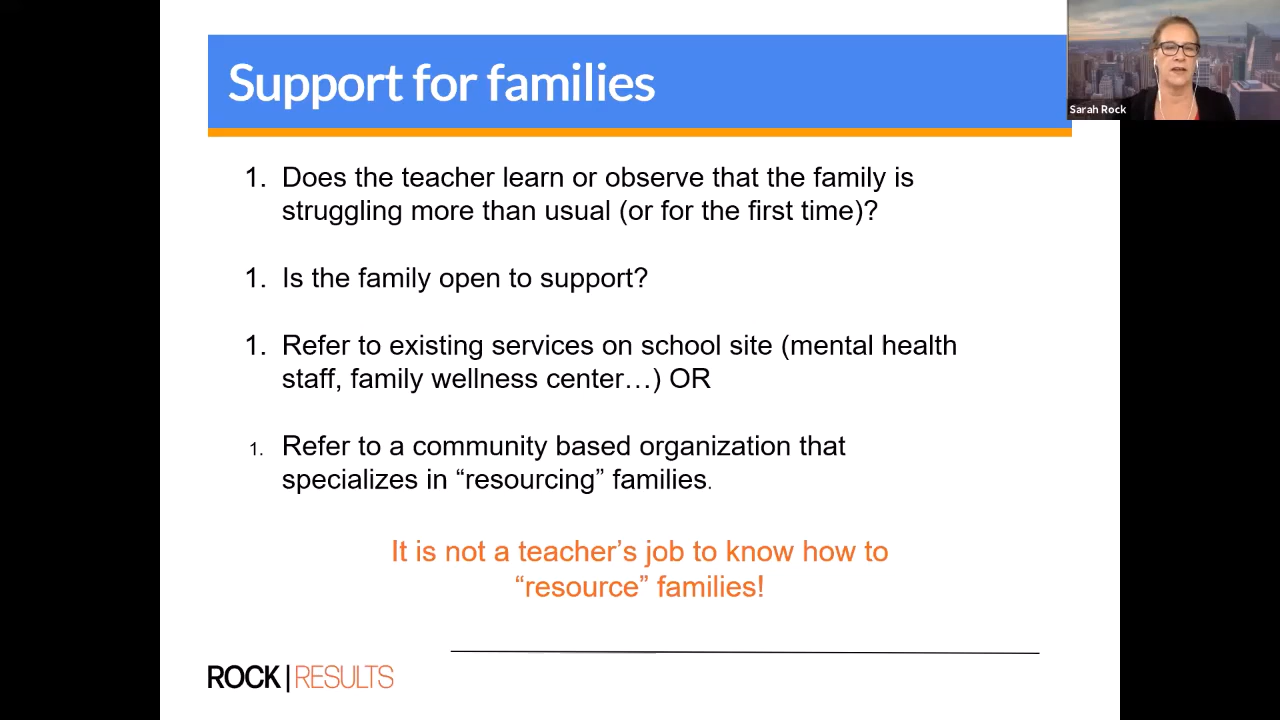 Support for families
Sarah Rock
1. Does the teacher learn or observe that the family is
struggling more than usual (or for the first time)?
1. Is the family open to support?
1. Refer to existing services on school site (mental health
staff, family wellness center…) OR
1. Refer to a community based organization that
specializes in “resourcing” families.
It is not a teacher’s job to know how to
“resource” families!
ROCK|RESULTS